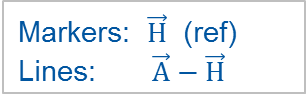 Markers: H⃗ (ref)
Lines: A⃗ – H⃗